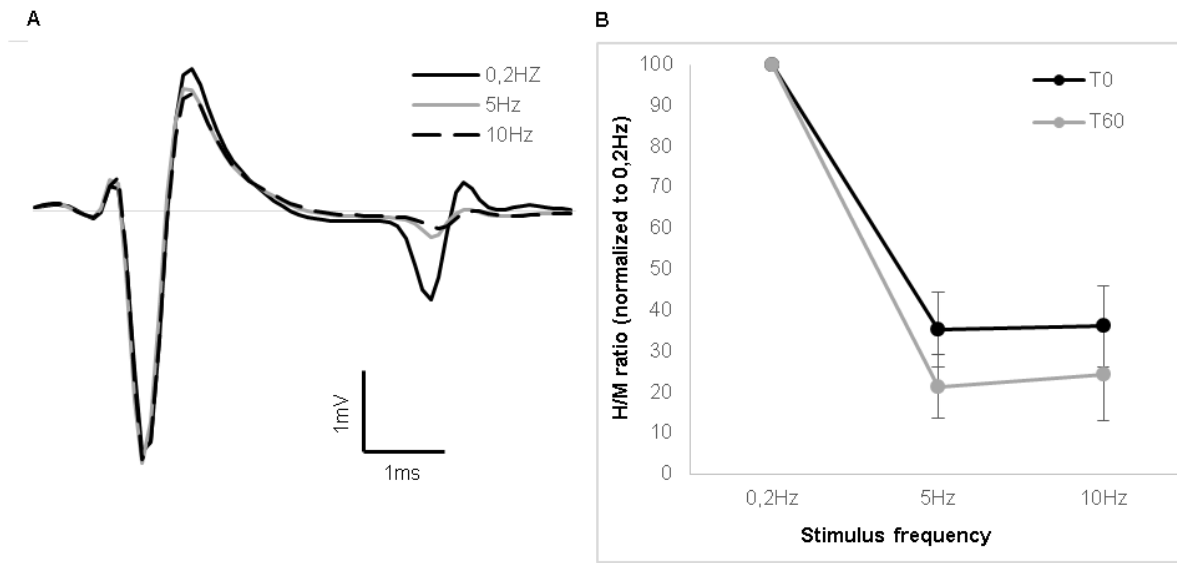 A
0,2HZ
5Hz
10Hz
1mV
1ms
B
H/M ratio (normalized to 0,2Hz)
100
90
80
70
60
50
40
30
20
10
0
T0
T60
0,2Hz
5Hz
10Hz
Stimulus frequency